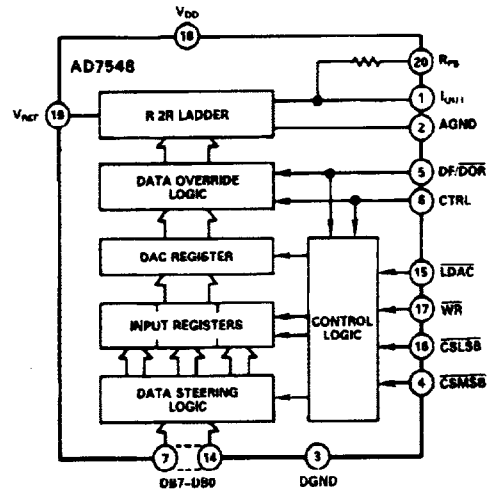 VDD
18
AD7548
20 RFB
VREF 19
R 2R LADDER
1 IOUT
2 AGND
DATA OVERRIDE
LOGIC
5 DF/DOR
6 CTRL
DAC REGISTER
15 LDAC
INPUT REGISTERS
CONTROL
LOGIC
17 WR
16 CSLSB
DATA STEERING
LOGIC
4 CSMSB
7 14 3
DB7–DB0 DGND